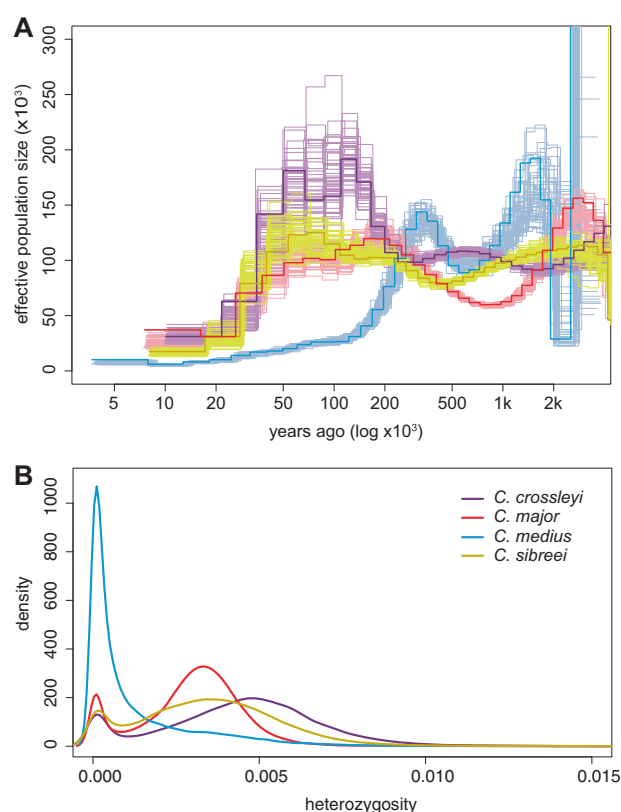 A
effective population size (x10³)
300
250
200
150
100
50
0
5 10 20 50 100 200 500 1k 2k
years ago (log x10³)
B
density
1000
800
600
400
200
0
C. crossleyi
C. major
C. medius
C. sibreei
0.000 0.005 0.010 0.015
heterozygosity